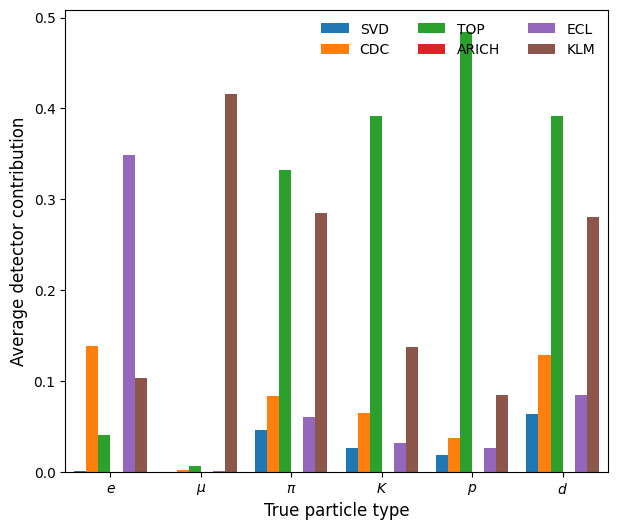 SVD
CDC
TOP
ARICH
ECL
KLM
Average detector contribution
0.5
0.4
0.3
0.2
0.1
0.0
e μ π K p d
True particle type